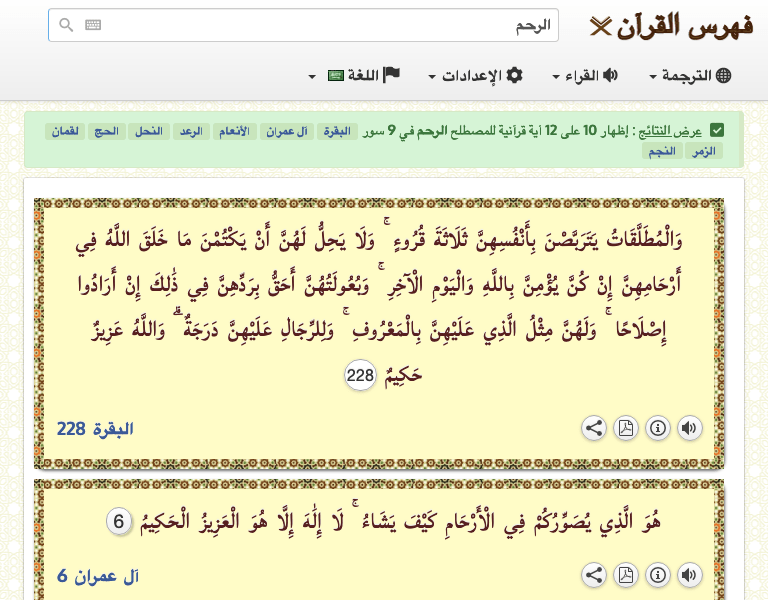 فهرس القرآن
الرحم
الترجمة القراء الإعدادات اللغة
عرض النتائج : إظهار 10 على 12 آية قرآنية للمصطلح الرحم في 9 سور البقرة آل عمران الأنعام الرعد النحل الحج لقمان
الزمر النجم
وَالْمُطَلَّقَاتُ يَتَرَبَّصْنَ بِأَنْفُسِهِنَّ ثَلَاثَةَ قُرُوءٍ ۚ وَلَا يَحِلُّ لَهُنَّ أَنْ يَكْتُمْنَ مَا خَلَقَ اللَّهُ فِي
أَرْحَامِهِنَّ إِنْ كُنَّ يُؤْمِنَّ بِاللَّهِ وَالْيَوْمِ الْآخِرِ ۚ وَبُعُولَتُهُنَّ أَحَقُّ بِرَدِّهِنَّ فِي ذَٰلِكَ إِنْ أَرَادُوا
إِصْلَاحًا ۚ وَلَهُنَّ مِثْلُ الَّذِي عَلَيْهِنَّ بِالْمَعْرُوفِ ۚ وَلِلرِّجَالِ عَلَيْهِنَّ دَرَجَةٌ ۗ وَاللَّهُ عَزِيزٌ
حَكِيمٌ 228
البقرة 228
هُوَ الَّذِي يُصَوِّرُكُمْ فِي الْأَرْحَامِ كَيْفَ يَشَاءُ ۚ لَا إِلَٰهَ إِلَّا هُوَ الْعَزِيزُ الْحَكِيمُ 6
آل عمران 6